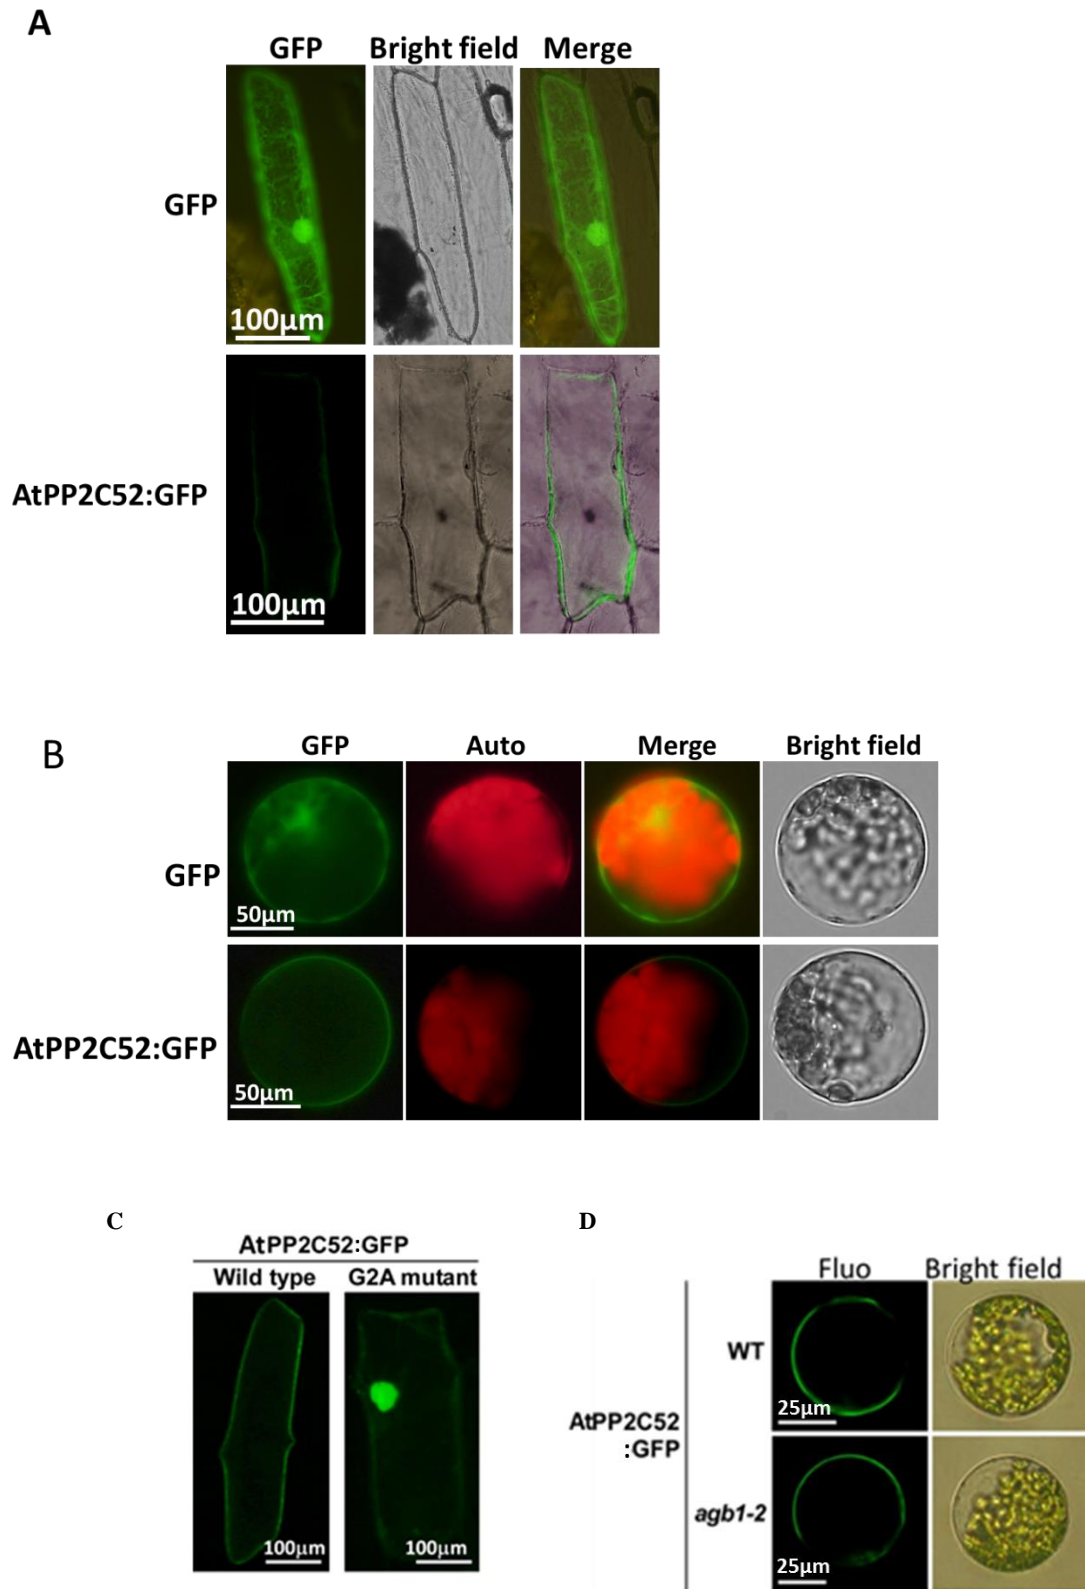 A
GFP Bright field Merge
GFP
100μm
AtPP2C52:GFP
100μm
B
GFP Auto Merge Bright field
GFP
50μm
AtPP2C52:GFP
50μm
C
AtPP2C52:GFP
Wild type G2A mutant
100μm 100μm
D
Fluo Bright field
WT
25μm
AtPP2C52
:GFP
agb1-2
25μm